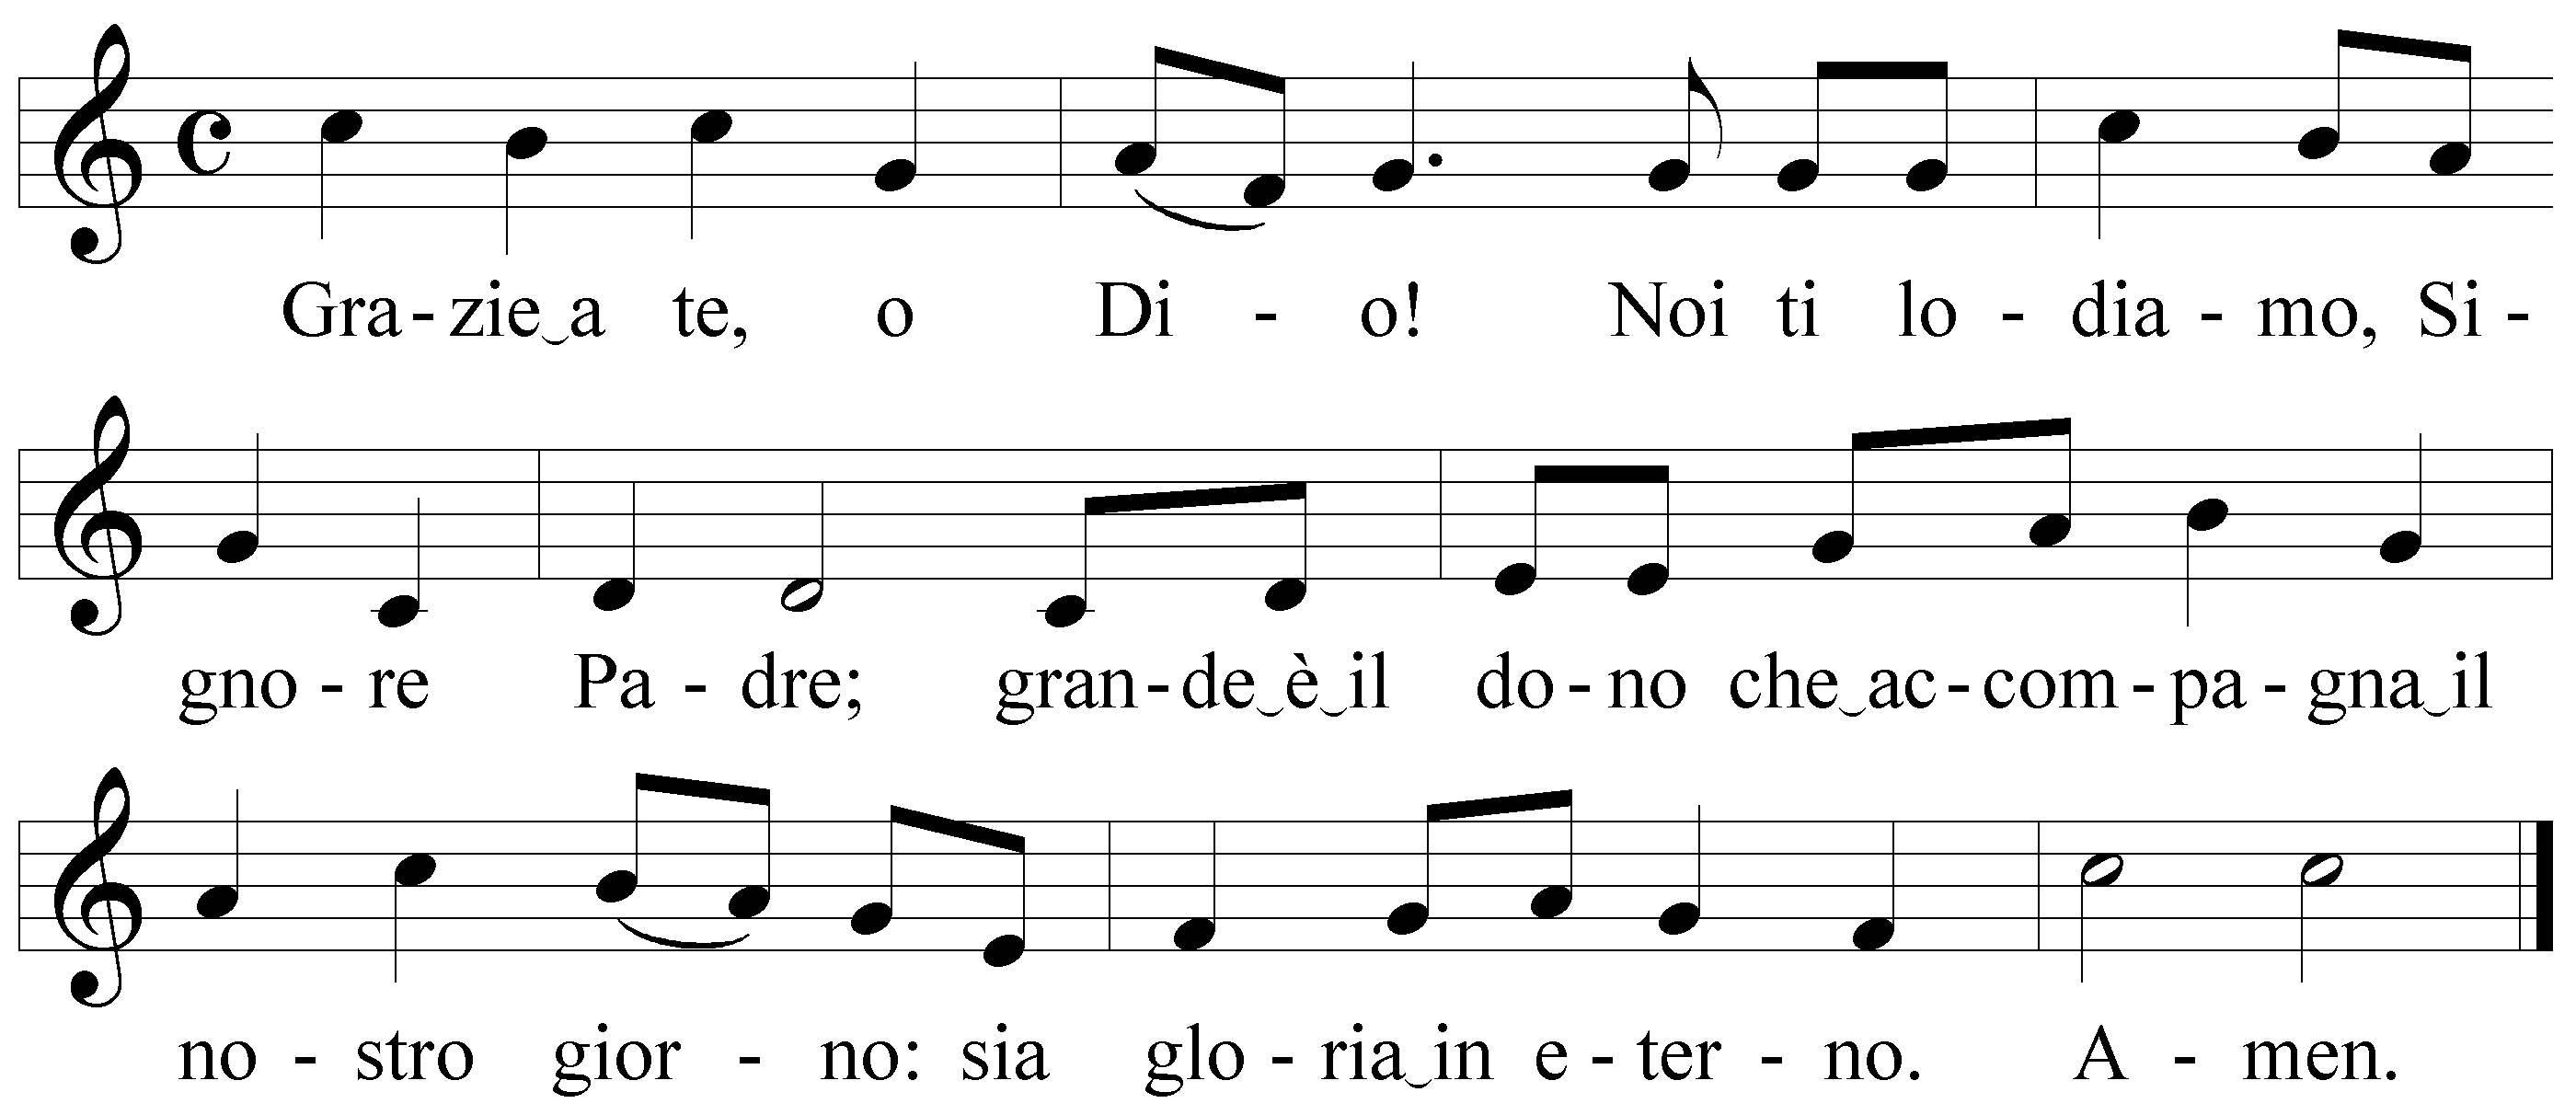 Gra-zie‿a te, o Di - o! Noi ti lo - dia - mo, Si-
gno - re Pa - dre; gran-de‿è‿il do-no che‿ac-com-pa-gna‿il
no - stro gior - no: sia glo-ria‿in e-ter - no. A - men.